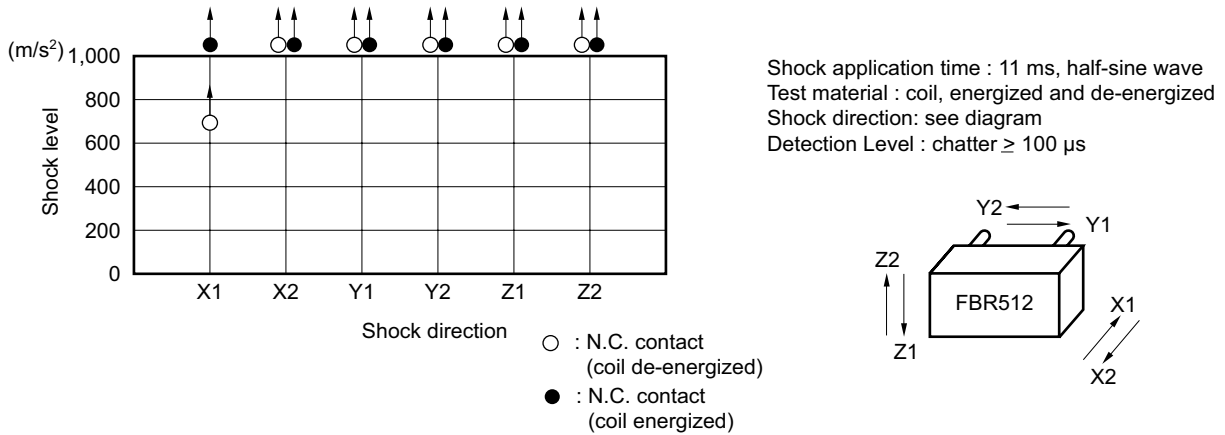 (m/s²)
1,000
800
600
400
200
0
Shock level
X1 X2 Y1 Y2 Z1 Z2
Shock direction
○ : N.C. contact
(coil de-energized)
● : N.C. contact
(coil energized)
Shock application time : 11 ms, half-sine wave
Test material : coil, energized and de-energized
Shock direction: see diagram
Detection Level : chatter ≥ 100 µs
Y2
Y1
Z2
Z1
FBR512
X1
X2